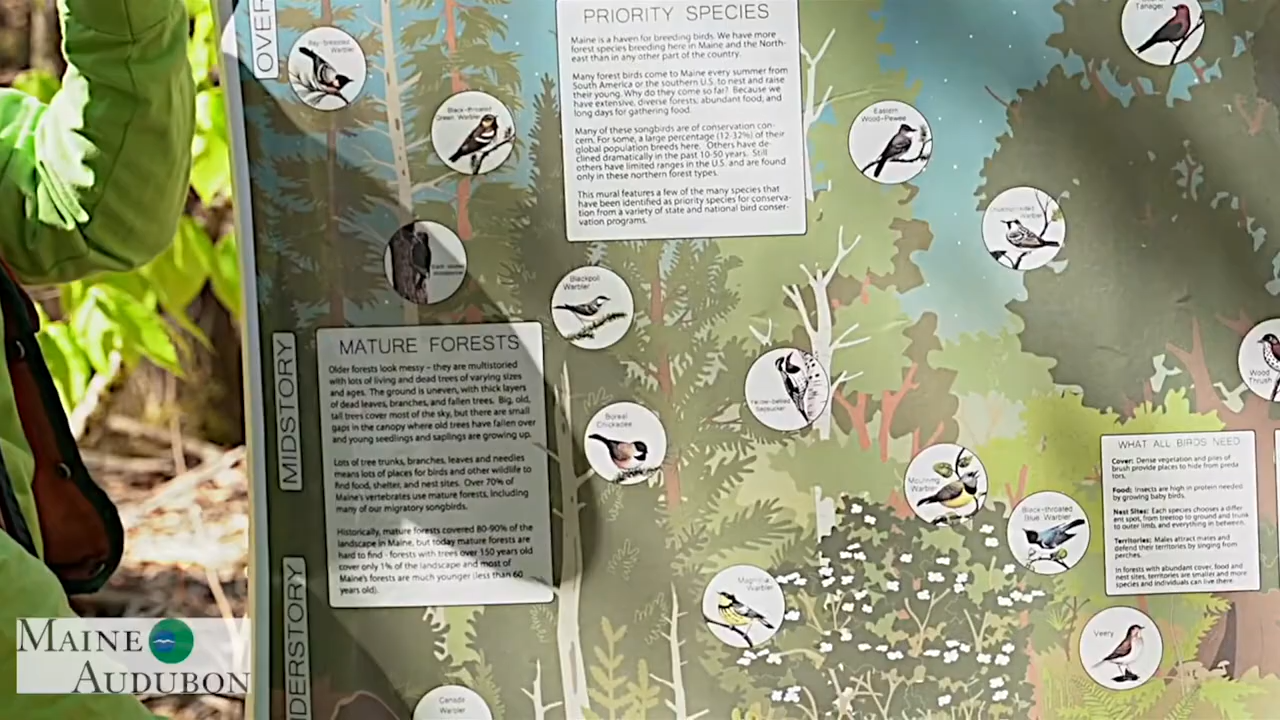 OVER
PRIORITY SPECIES
Maine is a haven for breeding birds. We have more
forest species breeding here in Maine and the North-
east than in any other part of the country.
Many forest birds come to Maine every summer from
South America or the southern U.S. to nest and raise
their young. Why do they come so far? Because we
have extensive, diverse forests, abundant food, and
long days for gathering food.
Many of these songbirds are of conservation con-
cern. For some, a large percentage (12-32%) of their
global population breeds here. Others have de-
clined dramatically in the past 10-50 years. Still
others have limited ranges in the U.S. and are found
only in these northern forest types.
This mural features a few of the many species that
have been identified as priority species for conserva-
tion from a variety of state and national bird conser-
vation programs.
Tanager
Bay-breasted
Warbler
Black-throated
Green Warbler
Eastern
Wood-Pewee
Warbler
Blackpoll
Warbler
MIDSTORY
MATURE FORESTS
Older forests look messy – they are multistoried
with lots of living and dead trees of varying sizes
and ages. The ground is uneven, with thick layers
of dead leaves, branches, and fallen trees. Big, old,
tall trees cover most of the sky, but there are small
gaps in the canopy where old trees have fallen over
and young seedlings and saplings are growing up.
Lots of tree trunks, branches, leaves and needles
means lots of places for birds and other wildlife to
find food, shelter, and nest sites. Over 70% of
Maine's vertebrates use mature forests, including
many of our migratory songbirds.
Historically, mature forests covered 80-90% of the
landscape in Maine, but today mature forests are
hard to find - forests with trees over 150 years old
cover only 1% of the landscape and most of
Maine's forests are much younger (less than 60
years old).
Yellow-bellied
Sapsucker
Wood
Thrush
Boreal
Chickadee
Mourning
Warbler
Black-throated
Blue Warbler
WHAT ALL BIRDS NEED
Cover: Dense vegetation and piles of
brush provide places to hide from preda
tors.
Food: Insects are high in protein needed
by growing baby birds.
Nest Sites: Each species chooses a differ
ent spot, from treetop to ground and trunk
to outer limb, and everything in between.
Territories: Males attract mates and
defend their territories by singing from
perches.
In forests with abundant cover, food and
nest sites, territories are smaller and more
species and individuals can live there.
Magnolia
Warbler
Veery
NDERSTORY
Canada
Warbler
MAINE
AUDUBON